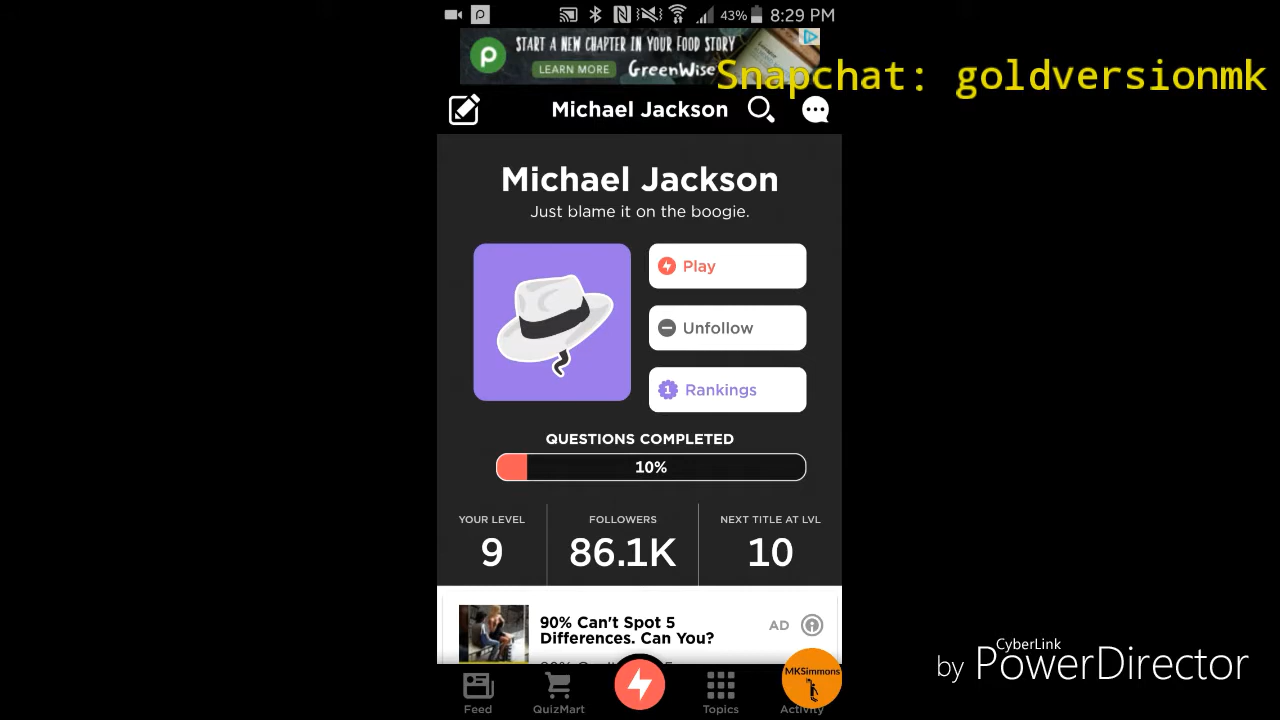 43% 8:29 PM
START A NEW CHAPTER IN YOUR FOOD STORY
LEARN MORE GreenWise
Snapchat: goldversionmk
Michael Jackson
Michael Jackson
Just blame it on the boogie.
Play
Unfollow
1 Rankings
QUESTIONS COMPLETED
10%
YOUR LEVEL FOLLOWERS NEXT TITLE AT LVL
9 86.1K 10
90% Can't Spot 5
Differences. Can You?
AD
MKSimmons
Feed QuizMart Topics Activity
CyberLink
by PowerDirector